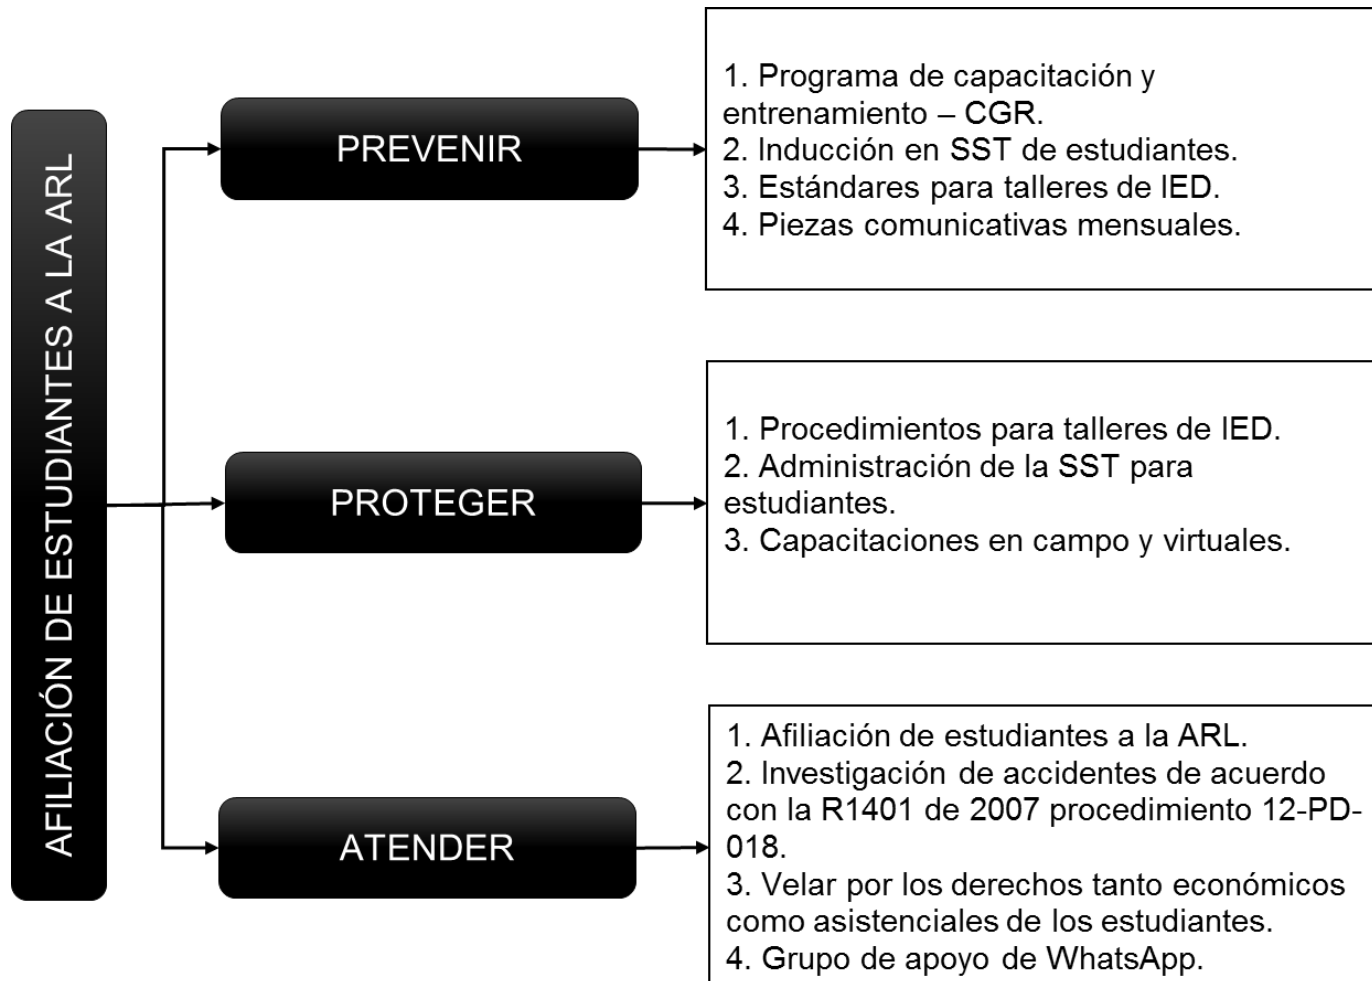 AFILIACIÓN DE ESTUDIANTES A LA ARL
PREVENIR
1. Programa de capacitación y
entrenamiento – CGR.
2. Inducción en SST de estudiantes.
3. Estándares para talleres de IED.
4. Piezas comunicativas mensuales.
PROTEGER
1. Procedimientos para talleres de IED.
2. Administración de la SST para
estudiantes.
3. Capacitaciones en campo y virtuales.
ATENDER
1. Afiliación de estudiantes a la ARL.
2. Investigación de accidentes de acuerdo
con la R1401 de 2007 procedimiento 12-PD-
018.
3. Velar por los derechos tanto económicos
como asistenciales de los estudiantes.
4. Grupo de apoyo de WhatsApp.